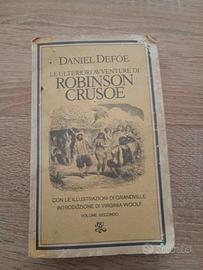 DANIEL DEFOE
LE ULTERIORI AVVENTURE DI
ROBINSON
CRUSOE
CON LE ILLUSTRAZIONI DI GRANDVILLE
INTRODUZIONE DI VIRGINIA WOOLF
VOLUME SECONDO
subito